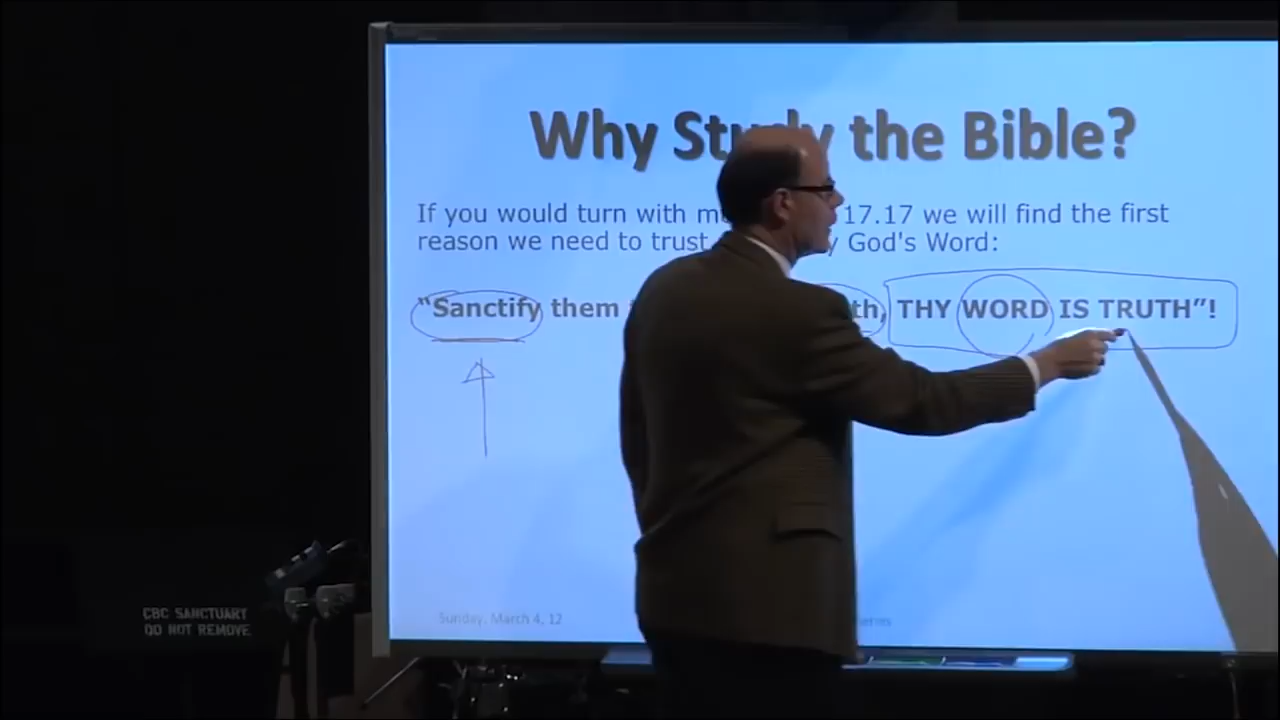 Why Study the Bible?
If you would turn with 17.17 we will find the first
reason we need to trust God's Word:
"Sanctify them th, THY WORD IS TRUTH"!
Sunday, March 4, 12
CBC SANCTUARY
DO NOT REMOVE